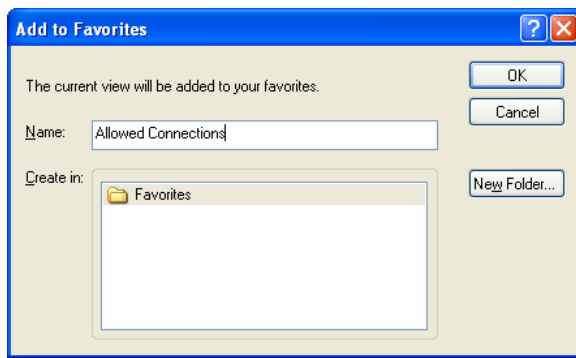 Add to Favorites
The current view will be added to your favorites.
OK
Cancel
Name: Allowed Connections
Create in:
Favorites
New Folder...